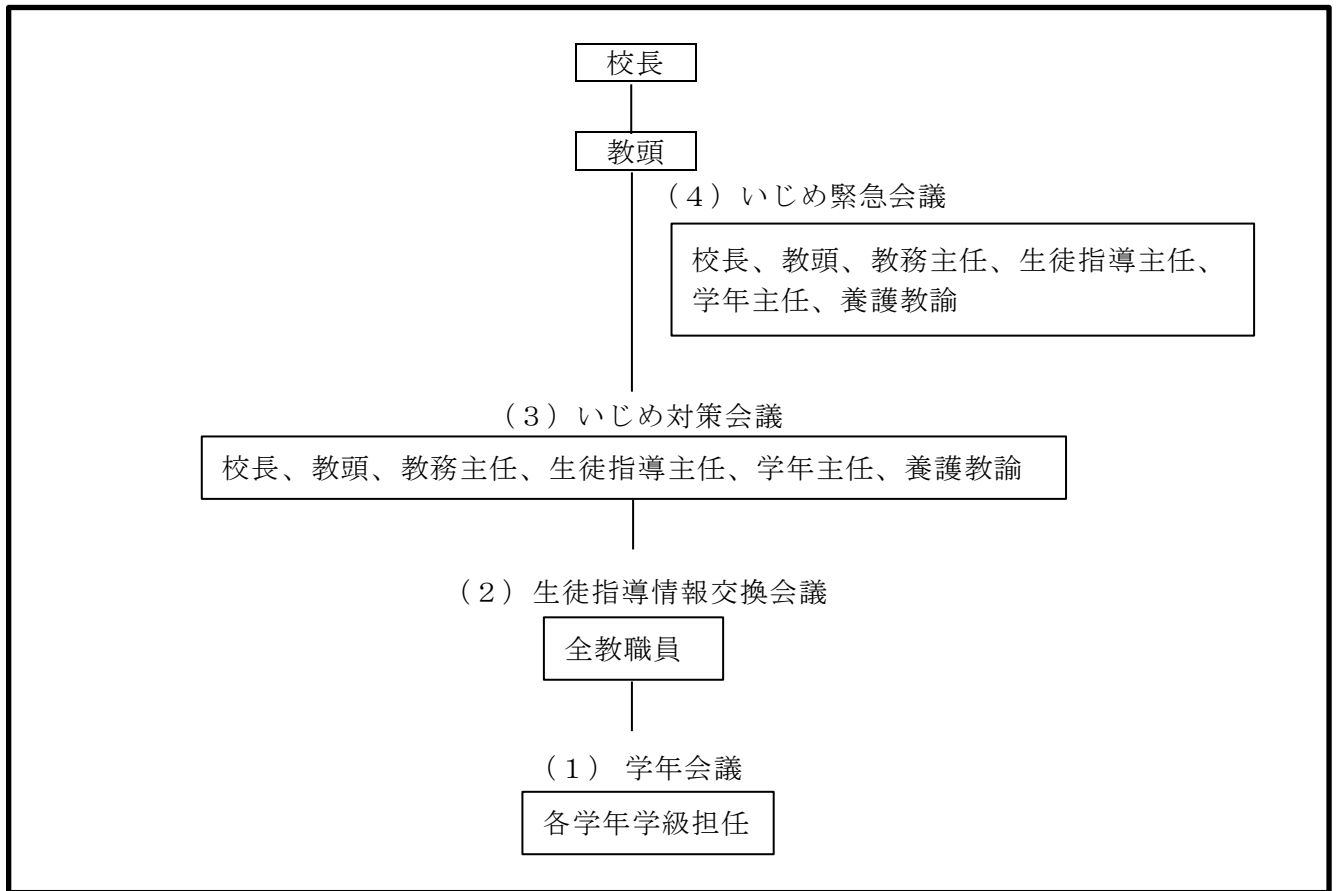 校長
教頭
（４）いじめ緊急会議
校長、教頭、教務主任、生徒指導主任、
学年主任、養護教諭
（３）いじめ対策会議
校長、教頭、教務主任、生徒指導主任、学年主任、養護教諭
（２）生徒指導情報交換会議
全教職員
（１） 学年会議
各学年学級担任